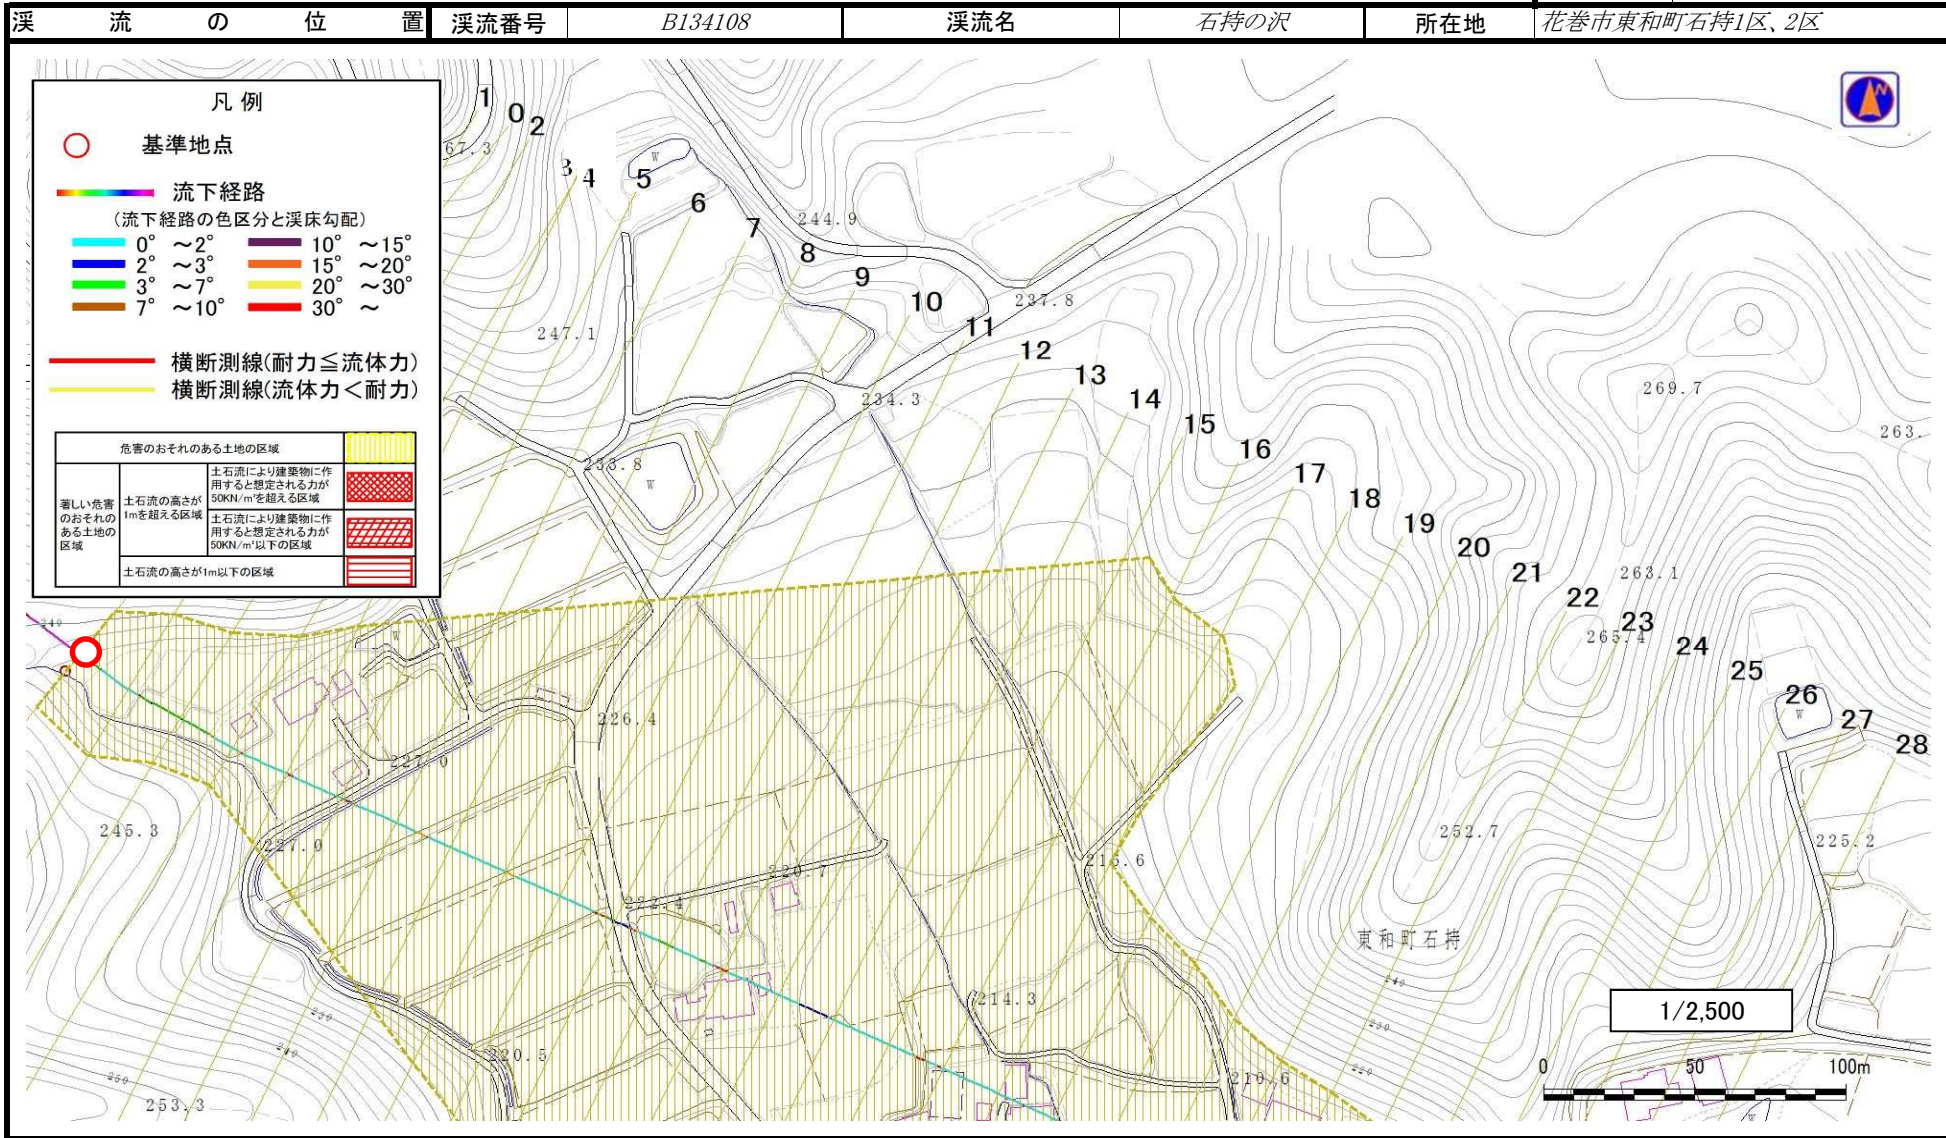 渓流の位置 渓流番号 B134108 渓流名 石持の沢 所在地 花巻市東和町石持1区、2区
凡例
基準地点
流下経路
(流下経路の色区分と渓床勾配)
0° ～2° 10° ～15°
2° ～3° 15° ～20°
3° ～7° 20° ～30°
7° ～10° 30° ～
横断測線(耐力≦流体力)
横断測線(流体力＜耐力)
危害のおそれのある土地の区域
著しい危害のおそれのある土地の区域
土石流の高さが1mを超える区域
土石流により建築物に作用すると想定される力が50KN/㎡を超える区域
土石流により建築物に作用すると想定される力が50KN/㎡以下の区域
土石流の高さが1m以下の区域
1
0
2
3
4
5
6
7
8
9
10
11
12
13
14
15
16
17
18
19
20
21
22
23
24
25
26
27
28
67.3
W
244.9
237.8
247.1
234.3
233.8
W
269.7
263.
263.1
265.4
240
W
226.4
227.0
245.3
227.0
252.7
225.2
215.6
220.7
222.4
東和町石持
240
214.3
230
230
220.5
240
250
253.3
210.6
220
W
W
1/2,500
0 50 100m